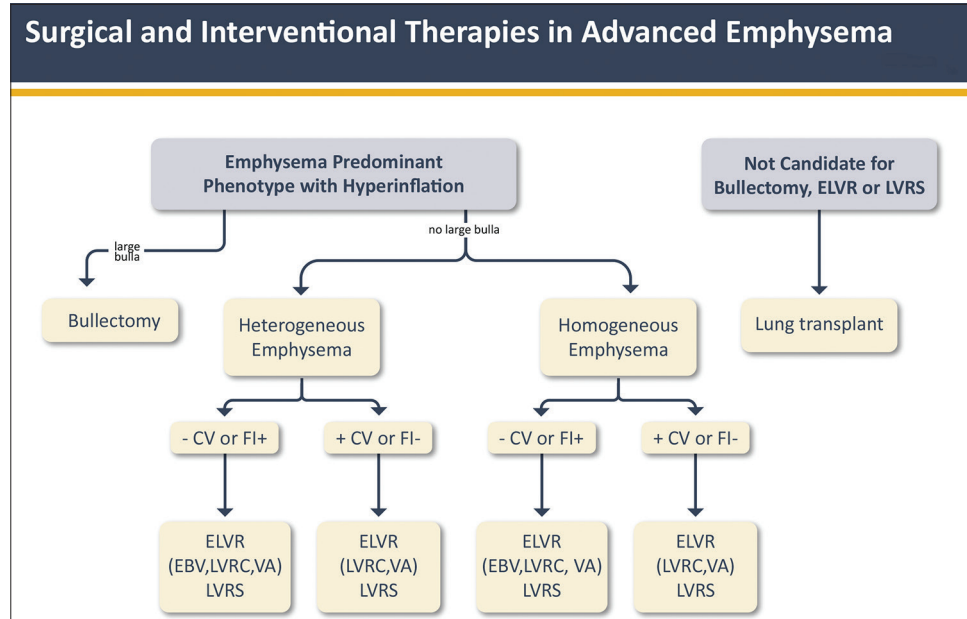 Surgical and Interventional Therapies in Advanced Emphysema
Emphysema Predominant
Phenotype with Hyperinflation
Not Candidate for
Bullectomy, ELVR or LVRS
large
bulla
no large bulla
Bullectomy
Heterogeneous
Emphysema
Homogeneous
Emphysema
Lung transplant
- CV or FI+
+ CV or FI-
- CV or FI+
+ CV or FI-
ELVR
(EBV,LVRC,VA)
LVRS
ELVR
(LVRC,VA)
LVRS
ELVR
(EBV,LVRC, VA)
LVRS
ELVR
(LVRC,VA)
LVRS